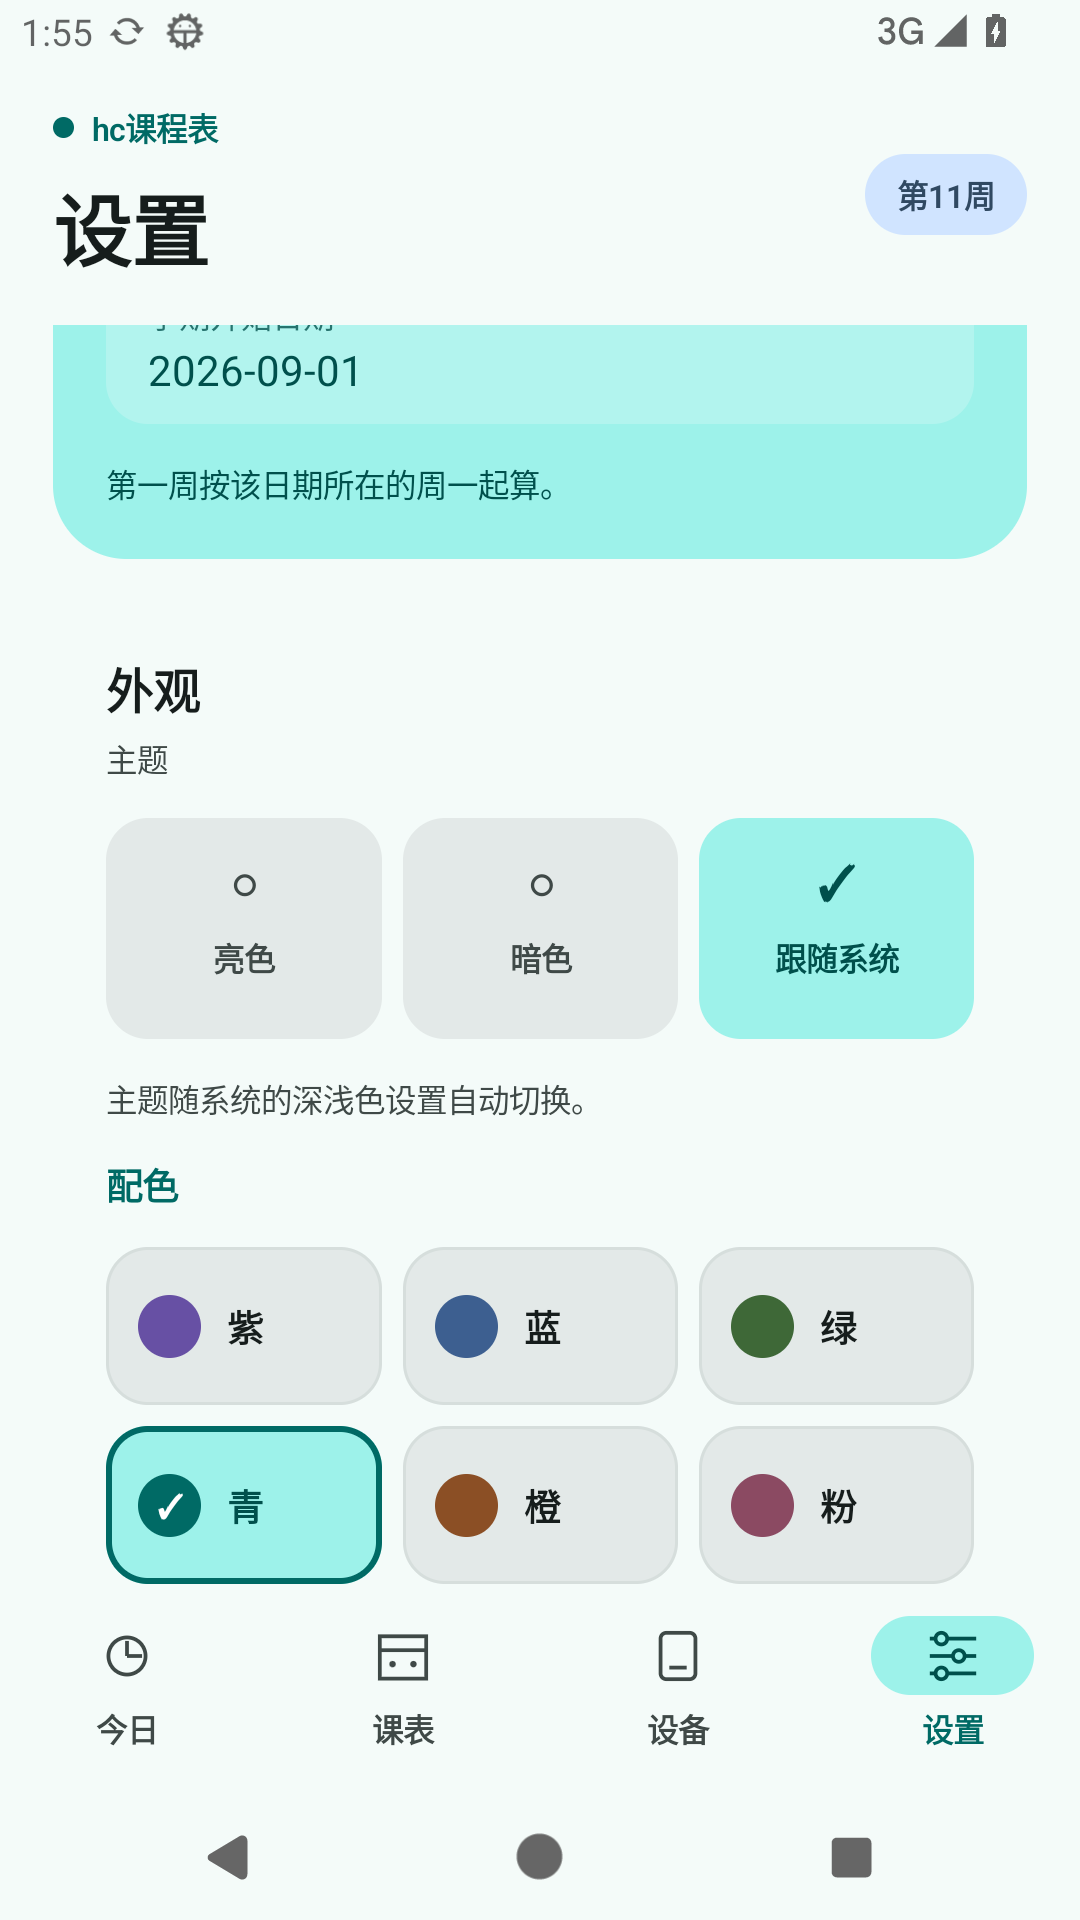 1:55
3G
hc课程表
设置
第11周
2026-09-01
第一周按该日期所在的周一起算。
外观
主题
亮色
暗色
跟随系统
主题随系统的深浅色设置自动切换。
配色
紫
蓝
绿
青
橙
粉
今日
课表
设备
设置